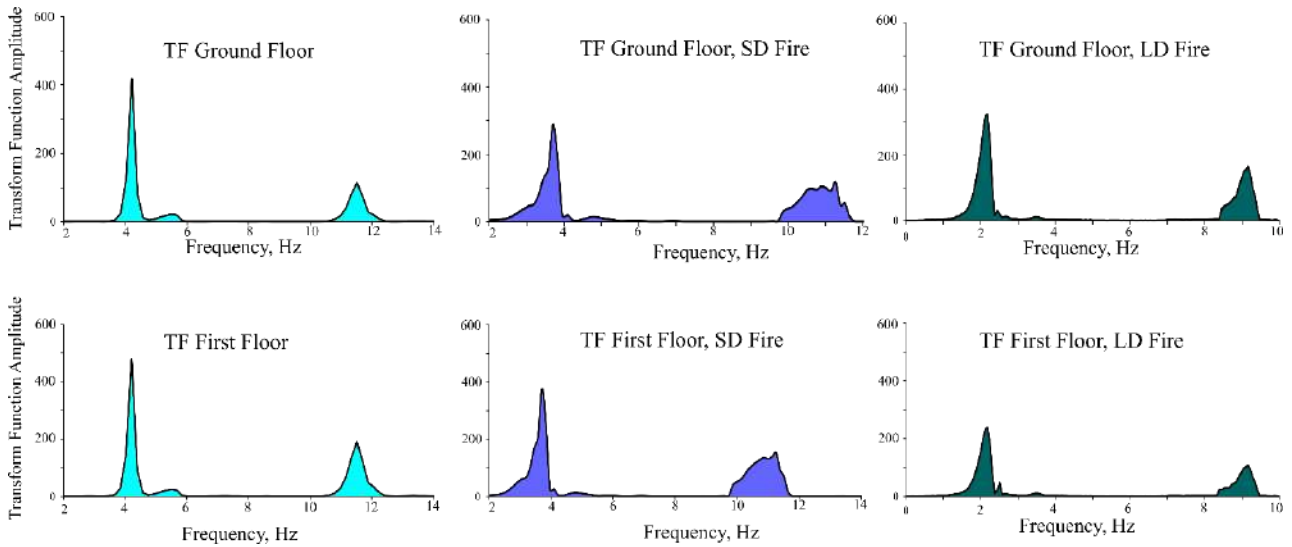 Transform Function Amplitude
600
400
200
0
TF Ground Floor
2 4 6 8 10 12 14
Frequency, Hz
600
400
200
0
TF Ground Floor, SD Fire
2 4 6 8 10 12
Frequency, Hz
600
400
200
0
TF Ground Floor, LD Fire
0 2 4 6 8 10
Frequency, Hz
Transform Function Amplitude
600
400
200
0
TF First Floor
2 4 6 8 10 12 14
Frequency, Hz
600
400
200
0
TF First Floor, SD Fire
2 4 6 8 10 12 14
Frequency, Hz
600
400
200
0
TF First Floor, LD Fire
0 2 4 6 8 10
Frequency, Hz